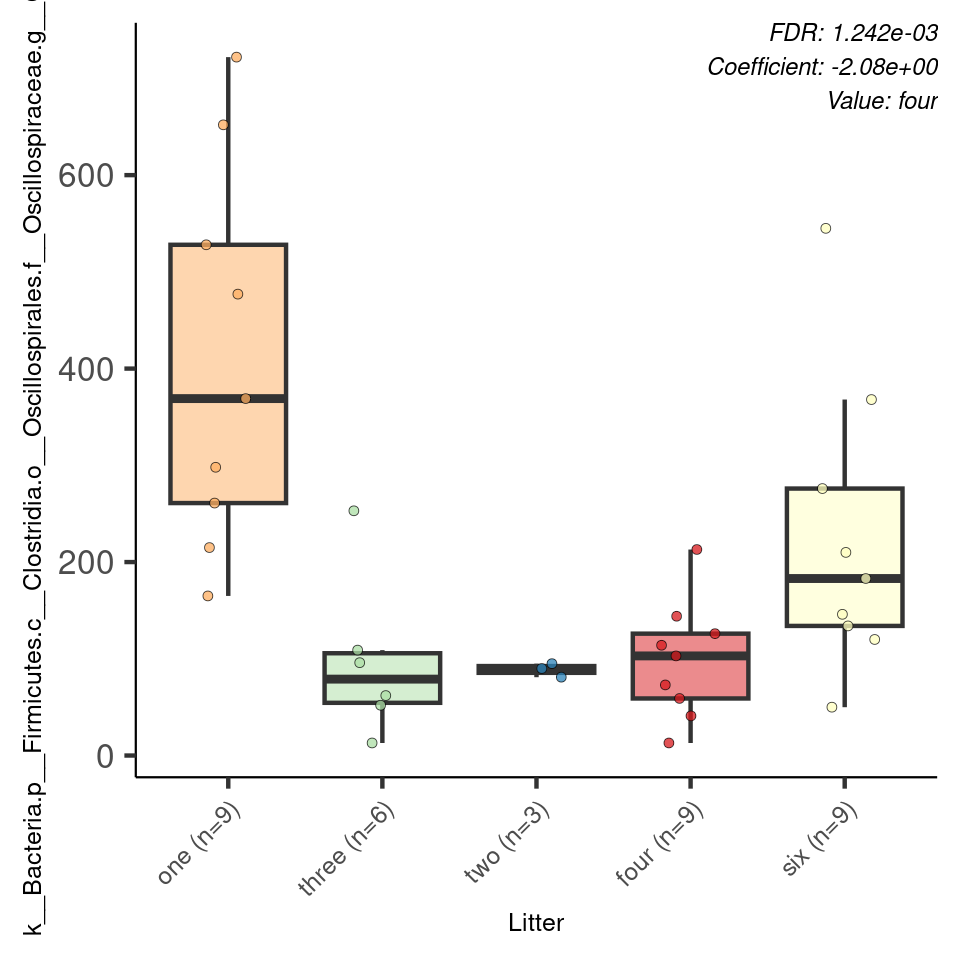 FDR: 1.242e-03
Coefficient: -2.08e+00
Value: four
k__Bacteria.p__Firmicutes.c__Clostridia.o__Oscillospirales.f__Oscillospiraceae.g__
600
400
200
0
one (n=9)
three (n=6)
two (n=3)
four (n=9)
six (n=9)
Litter